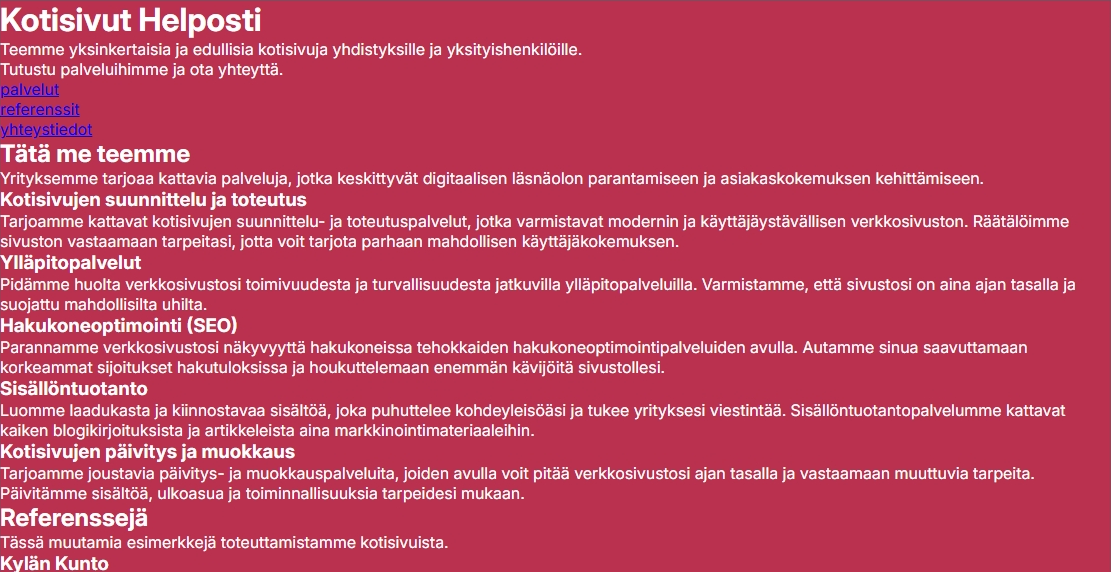 Kotisivut Helposti
Teemme yksinkertaisia ja edullisia kotisivuja yhdistyksille ja yksityishenkilöille.
Tutustu palveluihimme ja ota yhteyttä.
palvelut
referenssit
yhteystiedot
Tätä me teemme
Yrityksemme tarjoaa kattavia palveluja, jotka keskittyvät digitaalisen läsnäolon parantamiseen ja asiakaskokemuksen kehittämiseen.
Kotisivujen suunnittelu ja toteutus
Tarjoamme kattavat kotisivujen suunnittelu- ja toteutuspalvelut, jotka varmistavat modernin ja käyttäjäystävällisen verkkosivuston. Räätälöimme
sivuston vastaamaan tarpeitasi, jotta voit tarjota parhaan mahdollisen käyttäjäkokemuksen.
Ylläpitopalvelut
Pidämme huolta verkkosivustosi toimivuudesta ja turvallisuudesta jatkuvilla ylläpitopalveluilla. Varmistamme, että sivustosi on aina ajan tasalla ja
suojattu mahdollisilta uhilta.
Hakukoneoptimointi (SEO)
Parannamme verkkosivustosi näkyvyyttä hakukoneissa tehokkaiden hakukoneoptimointipalveluiden avulla. Autamme sinua saavuttamaan
korkeammat sijoitukset hakutuloksissa ja houkuttelemaan enemmän kävijöitä sivustollesi.
Sisällöntuotanto
Luomme laadukasta ja kiinnostavaa sisältöä, joka puhuttelee kohdeyleisöäsi ja tukee yrityksesi viestintää. Sisällöntuotantopalvelumme kattavat
kaiken blogikirjoituksista ja artikkeleista aina markkinointimateriaaleihin.
Kotisivujen päivitys ja muokkaus
Tarjoamme joustavia päivitys- ja muokkauspalveluita, joiden avulla voit pitää verkkosivustosi ajan tasalla ja vastaamaan muuttuvia tarpeita.
Päivitämme sisältöä, ulkoasua ja toiminnallisuuksia tarpeidesi mukaan.
Referenssejä
Tässä muutamia esimerkkejä toteuttamistamme kotisivuista.
Kylän Kunto